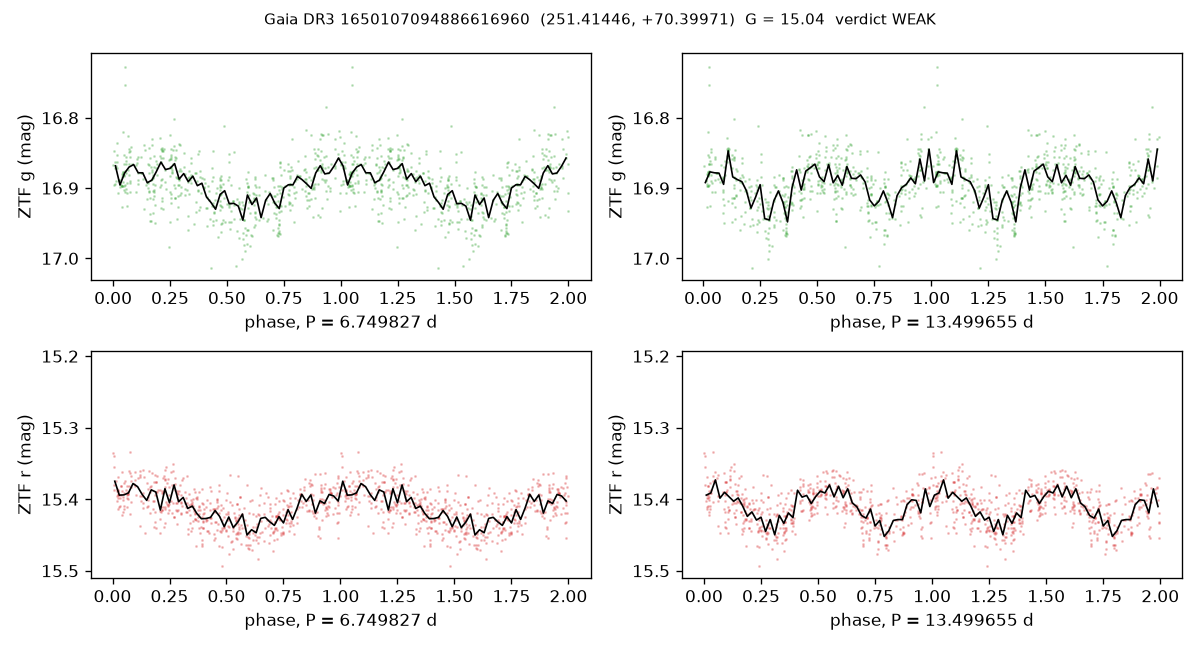 Gaia DR3 1650107094886616960  (251.41446, +70.39971)  G = 15.04  verdict WEAK
ZTF g (mag)
16.8
16.9
17.0
0.00 0.25 0.50 0.75 1.00 1.25 1.50 1.75 2.00
phase, P = 6.749827 d
ZTF g (mag)
16.8
16.9
17.0
0.00 0.25 0.50 0.75 1.00 1.25 1.50 1.75 2.00
phase, P = 13.499655 d
ZTF r (mag)
15.2
15.3
15.4
15.5
0.00 0.25 0.50 0.75 1.00 1.25 1.50 1.75 2.00
phase, P = 6.749827 d
ZTF r (mag)
15.2
15.3
15.4
15.5
0.00 0.25 0.50 0.75 1.00 1.25 1.50 1.75 2.00
phase, P = 13.499655 d